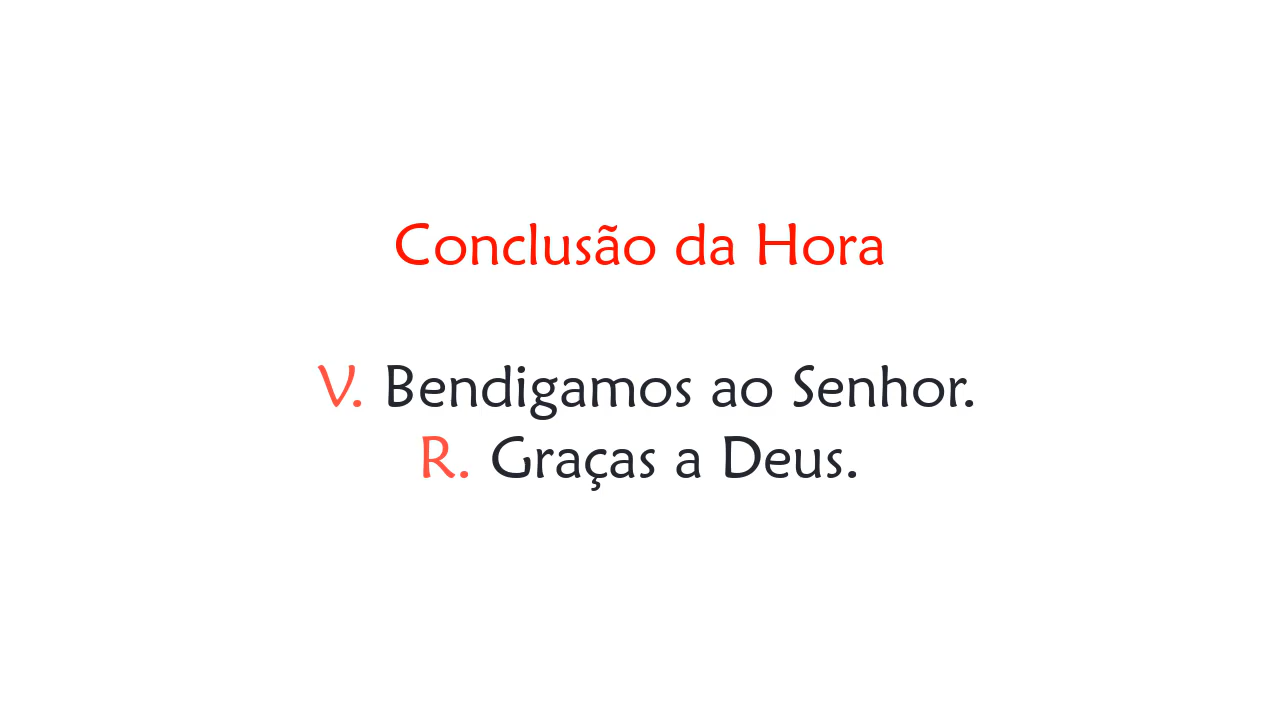 Conclusão da Hora
V. Bendigamos ao Senhor.
R. Graças a Deus.